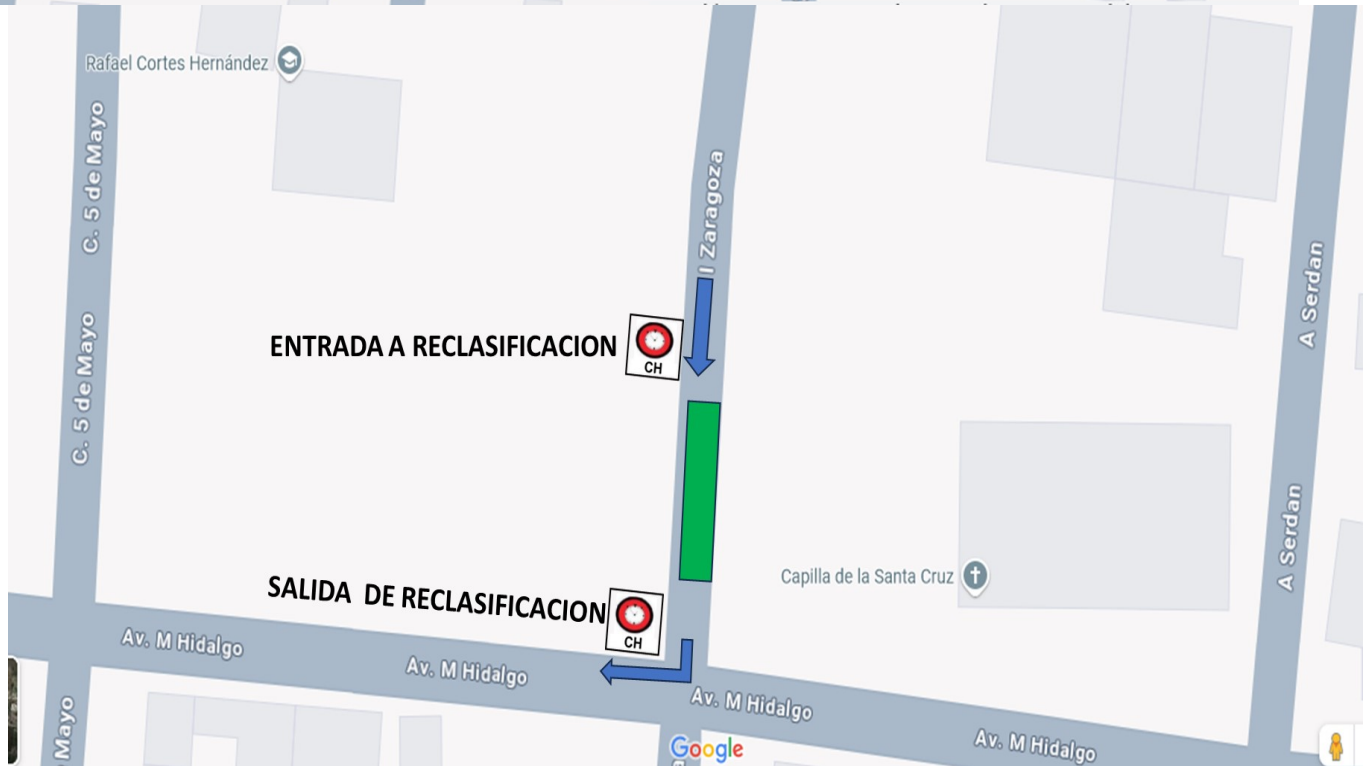 Rafael Cortes Hernández
C. 5 de Mayo
I Zaragoza
A Serdan
ENTRADA A RECLASIFICACION
CH
C. 5 de Mayo
A Serdan
Capilla de la Santa Cruz
SALIDA DE RECLASIFICACION
CH
Av. M Hidalgo
Av. M Hidalgo
Av. M Hidalgo
Av. M Hidalgo
Mayo
Google